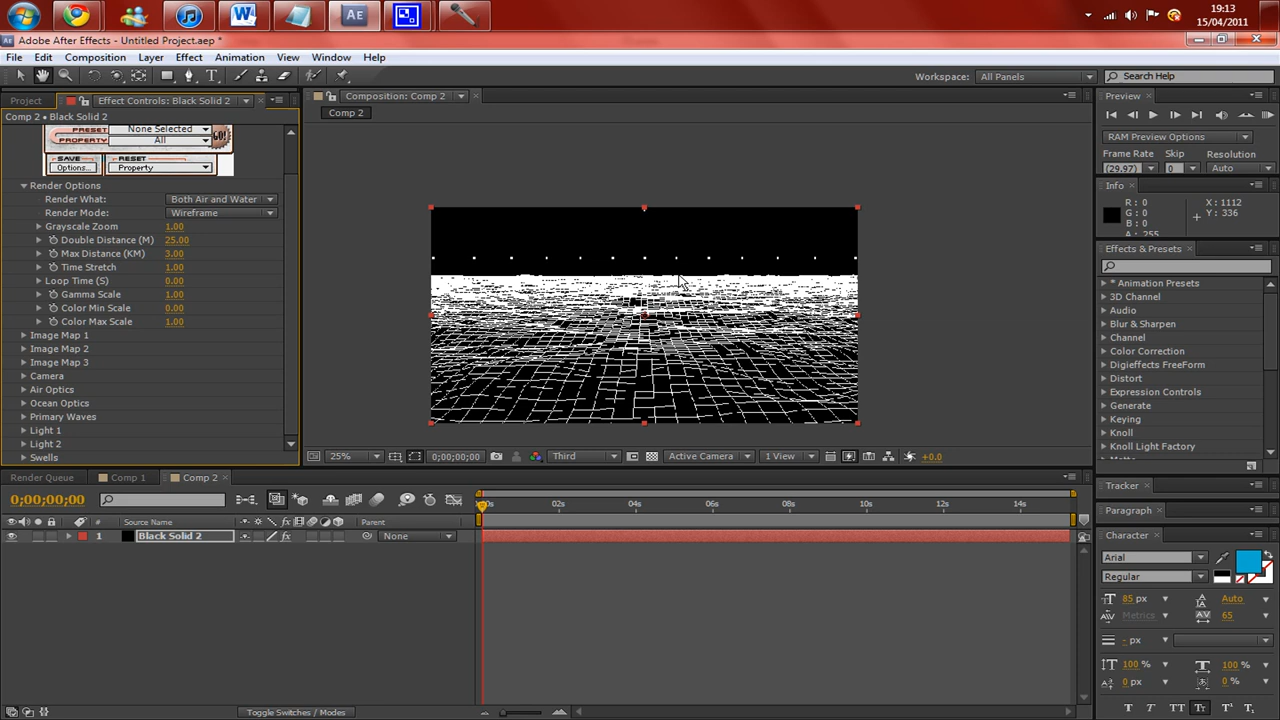 19:13
15/04/2011
Adobe After Effects - Untitled Project.aep *
File Edit Composition Layer Effect Animation View Window Help
Workspace: All Panels Search Help
Project Effect Controls: Black Solid 2 Composition: Comp 2 Preview
Comp 2 • Black Solid 2 Comp 2
PRESET None Selected GO!
PROPERTY All
SAVE RESET
Options... Property
Render Options
Render What: Both Air and Water
Render Mode: Wireframe
Grayscale Zoom 1.00
Double Distance (M) 25.00
Max Distance (KM) 3.00
Time Stretch 1.00
Loop Time (S) 0.00
Gamma Scale 1.00
Color Min Scale 0.00
Color Max Scale 1.00
Image Map 1
Image Map 2
Image Map 3
Camera
Air Optics
Ocean Optics
Primary Waves
Light 1
Light 2
Swells
25% 0;00;00;00 Third Active Camera 1 View +0.0
RAM Preview Options
Frame Rate Skip Resolution
(29.97) 0 Auto
Info
R: 0 X: 1112
G: 0 Y: 336
B: 0
A: 255
Effects & Presets
* Animation Presets
3D Channel
Audio
Blur & Sharpen
Channel
Color Correction
Digieffects FreeForm
Distort
Expression Controls
Generate
Keying
Knoll
Knoll Light Factory
Tracker
Paragraph
Character
Arial
Regular
85 px Auto
Metrics 65
- px
100 % 100 %
0 px 0 %
T T TT Tt T¹ T₁
Render Queue Comp 1 Comp 2
0;00;00;00
02s 04s 06s 08s 10s 12s 14s
# Source Name Parent
1 Black Solid 2 None
Toggle Switches / Modes